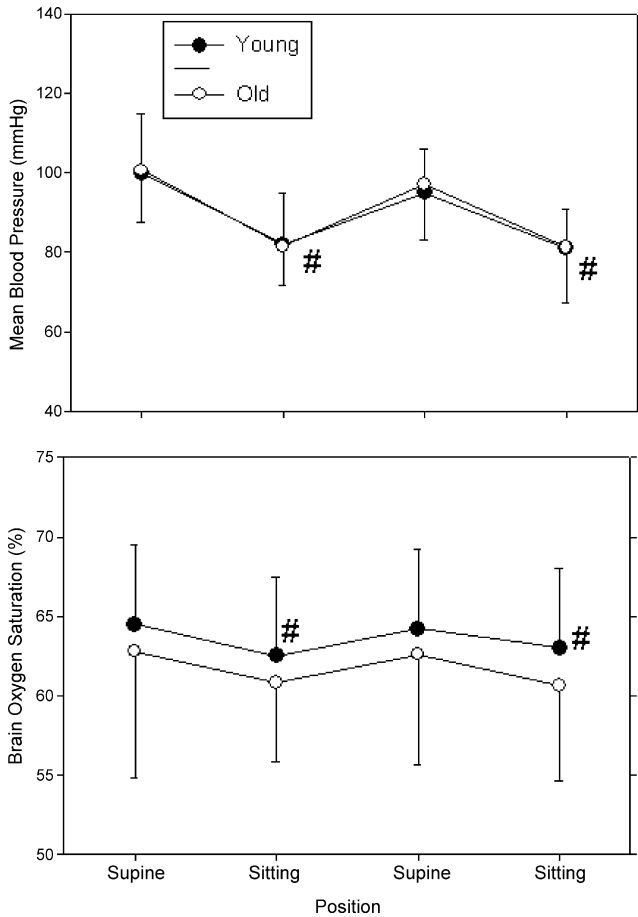 140
120
100
80
60
40
Mean Blood Pressure (mmHg)
Young
Old
#
#
75
70
65
60
55
50
Brain Oxygen Saturation (%)
#
#
Supine Sitting Supine Sitting
Position